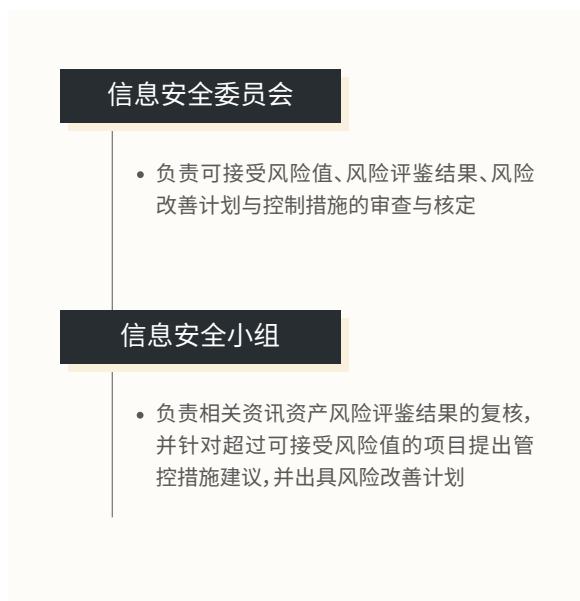 信息安全委员会
• 负责可接受风险值、风险评鉴结果、风险
改善计划与控制措施的审查与核定
信息安全小组
• 负责相关资讯资产风险评鉴结果的复核，
并针对超过可接受风险值的项目提出管
控措施建议，并出具风险改善计划